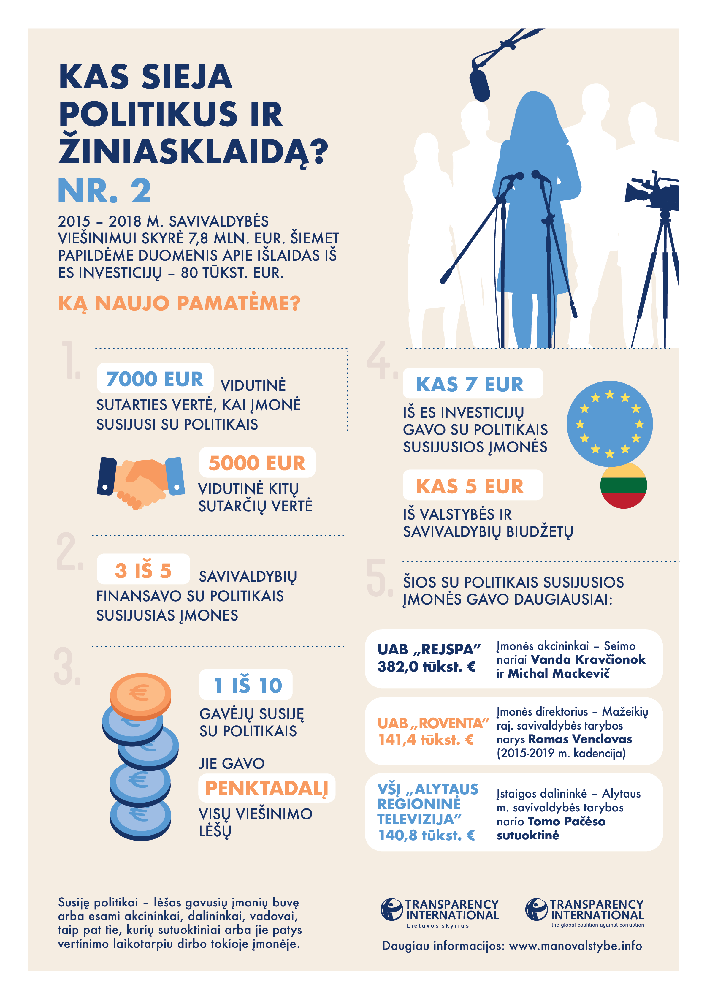 KAS SIEJA
POLITIKUS IR
ŽINIASKLAIDĄ?
NR. 2
2015 – 2018 M. SAVIVALDYBĖS
VIEŠINIMUI SKYRĖ 7,8 MLN. EUR. ŠIEMET
PAPILDĖME DUOMENIS APIE IŠLAIDAS IŠ
ES INVESTICIJŲ – 80 TŪKST. EUR.
KĄ NAUJO PAMATĖME?
1.
7000 EUR VIDUTINĖ
SUTARTIES VERTĖ, KAI ĮMONĖ
SUSIJUSI SU POLITIKAIS
5000 EUR
VIDUTINĖ KITŲ
SUTARČIŲ VERTĖ
2.
3 IŠ 5 SAVIVALDYBIŲ
FINANSAVO SU POLITIKAIS
SUSIJUSIAS ĮMONES
3.
1 IŠ 10
GAVĖJŲ SUSIJĘ
SU POLITIKAIS
JIE GAVO
PENKTADALĮ
VISŲ VIEŠINIMO
LĖŠŲ
4.
KAS 7 EUR
IŠ ES INVESTICIJŲ
GAVO SU POLITIKAIS
SUSIJUSIOS ĮMONĖS
KAS 5 EUR
IŠ VALSTYBĖS IR
SAVIVALDYBIŲ BIUDŽETŲ
5.
ŠIOS SU POLITIKAIS SUSIJUSIOS
ĮMONĖS GAVO DAUGIAUSIAI:
UAB „REJSPA”
382,0 tūkst. €
Įmonės akcininkai – Seimo
nariai Vanda Kravčionok
ir Michal Mackevič
UAB „ROVENTA”
141,4 tūkst. €
Įmonės direktorius – Mažeikių
raj. savivaldybės tarybos
narys Romas Venclovas
(2015-2019 m. kadencija)
VŠĮ „ALYTAUS
REGIONINĖ
TELEVIZIJA”
140,8 tūkst. €
Įstaigos dalininkė – Alytaus
m. savivaldybės tarybos
nario Tomo Pačėso
sutuoktinė
Susiję politikai – lėšas gavusių įmonių buvę
arba esami akcininkai, dalininkai, vadovai,
taip pat tie, kurių sutuoktiniai arba jie patys
vertinimo laikotarpiu dirbo tokioje įmonėje.
TRANSPARENCY
INTERNATIONAL
Lietuvos skyrius
TRANSPARENCY
INTERNATIONAL
the global coalition against corruption
Daugiau informacijos: www.manovalstybe.info